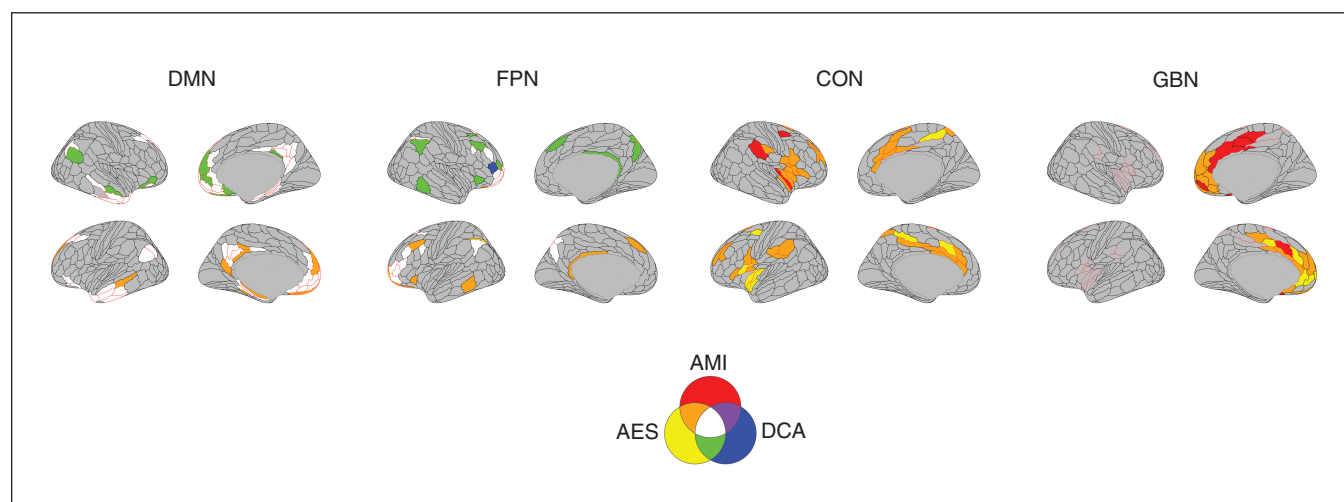 DMN
FPN
CON
GBN
AMI
AES
DCA